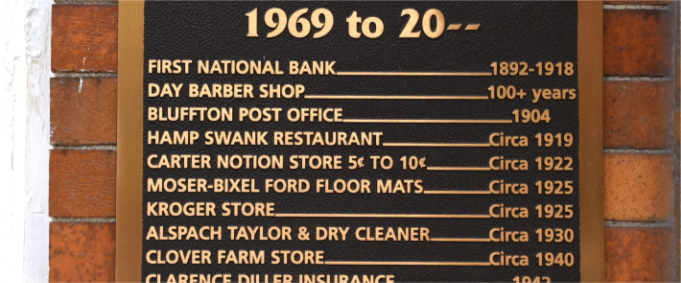 1969 to 20--
FIRST NATIONAL BANK 1892-1918
DAY BARBER SHOP 100+ years
BLUFFTON POST OFFICE 1904
HAMP SWANK RESTAURANT Circa 1919
CARTER NOTION STORE 5¢ TO 10¢ Circa 1922
MOSER-BIXEL FORD FLOOR MATS Circa 1925
KROGER STORE Circa 1925
ALSPACH TAYLOR & DRY CLEANER Circa 1930
CLOVER FARM STORE Circa 1940
CLARENCE DILLER INSURANCE 1942